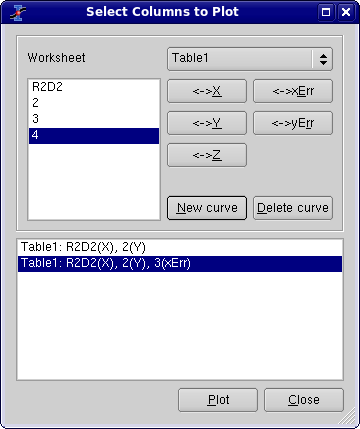 Select Columns to Plot
Worksheet
Table1
R2D2
2
3
4
<->X
<->xErr
<->Y
<->yErr
<->Z
New curve
Delete curve
Table1: R2D2(X), 2(Y)
Table1: R2D2(X), 2(Y), 3(xErr)
Plot
Close